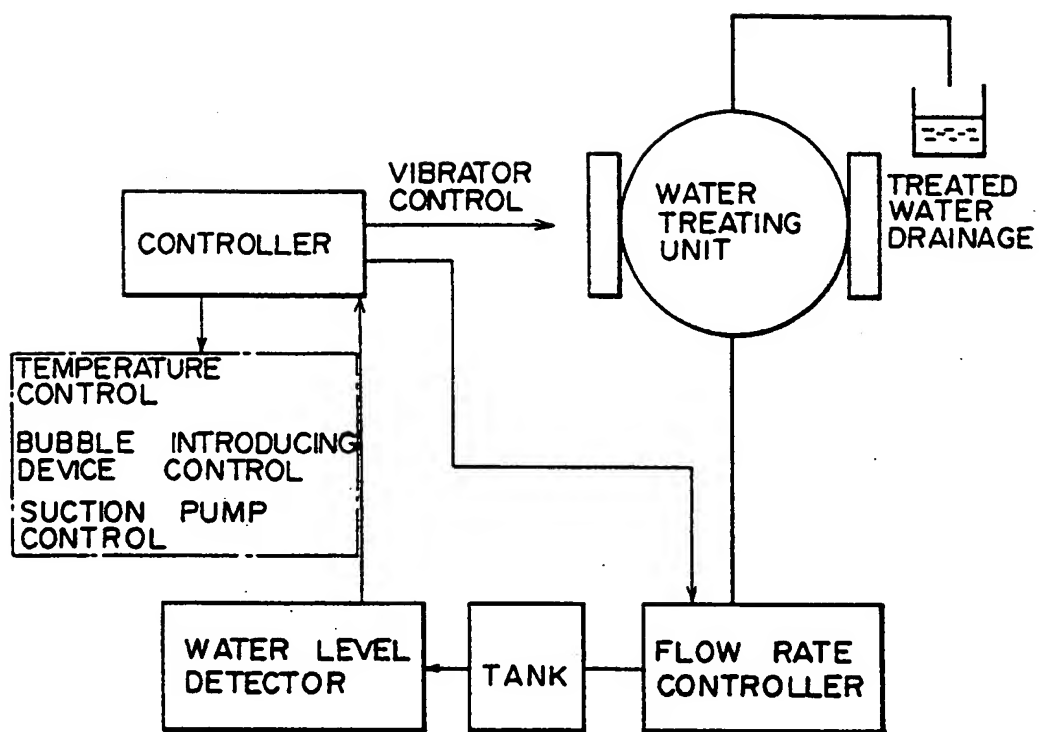 VIBRATOR
CONTROL
CONTROLLER
WATER
TREATING
UNIT
TREATED
WATER
DRAINAGE
TEMPERATURE
CONTROL
BUBBLE INTRODUCING
DEVICE CONTROL
SUCTION PUMP
CONTROL
WATER LEVEL
DETECTOR
TANK
FLOW RATE
CONTROLLER